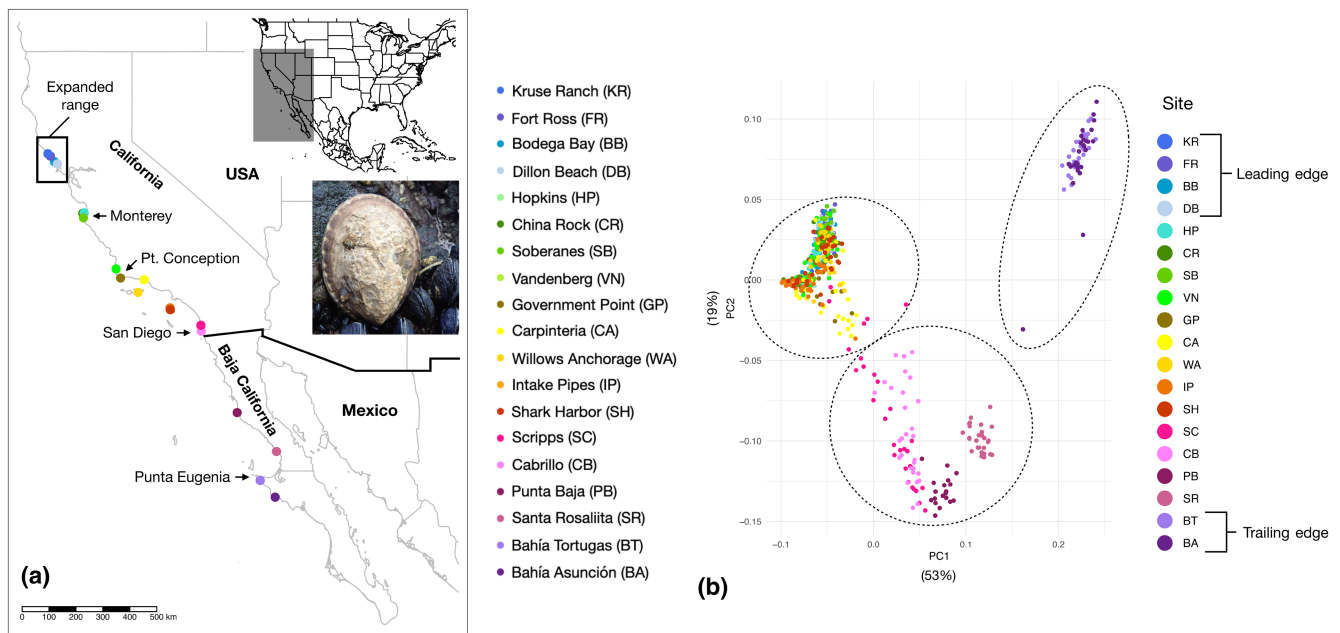 Expanded
range
California
USA
Monterey
Pt. Conception
San Diego
Baja California
Mexico
Punta Eugenia
(a)
0 100 200 300 400 500 km
Kruse Ranch (KR)
Fort Ross (FR)
Bodega Bay (BB)
Dillon Beach (DB)
Hopkins (HP)
China Rock (CR)
Soberanes (SB)
Vandenberg (VN)
Government Point (GP)
Carpinteria (CA)
Willows Anchorage (WA)
Intake Pipes (IP)
Shark Harbor (SH)
Scripps (SC)
Cabrillo (CB)
Punta Baja (PB)
Santa Rosaliita (SR)
Bahía Tortugas (BT)
Bahía Asunción (BA)
0.10
0.05
0.00
−0.05
−0.10
−0.15
(19%)
PC2
−0.1 0.0 0.1 0.2
PC1
(53%)
(b)
Site
KR
FR
BB
DB
HP
CR
SB
VN
GP
CA
WA
IP
SH
SC
CB
PB
SR
BT
BA
Leading edge
Trailing edge